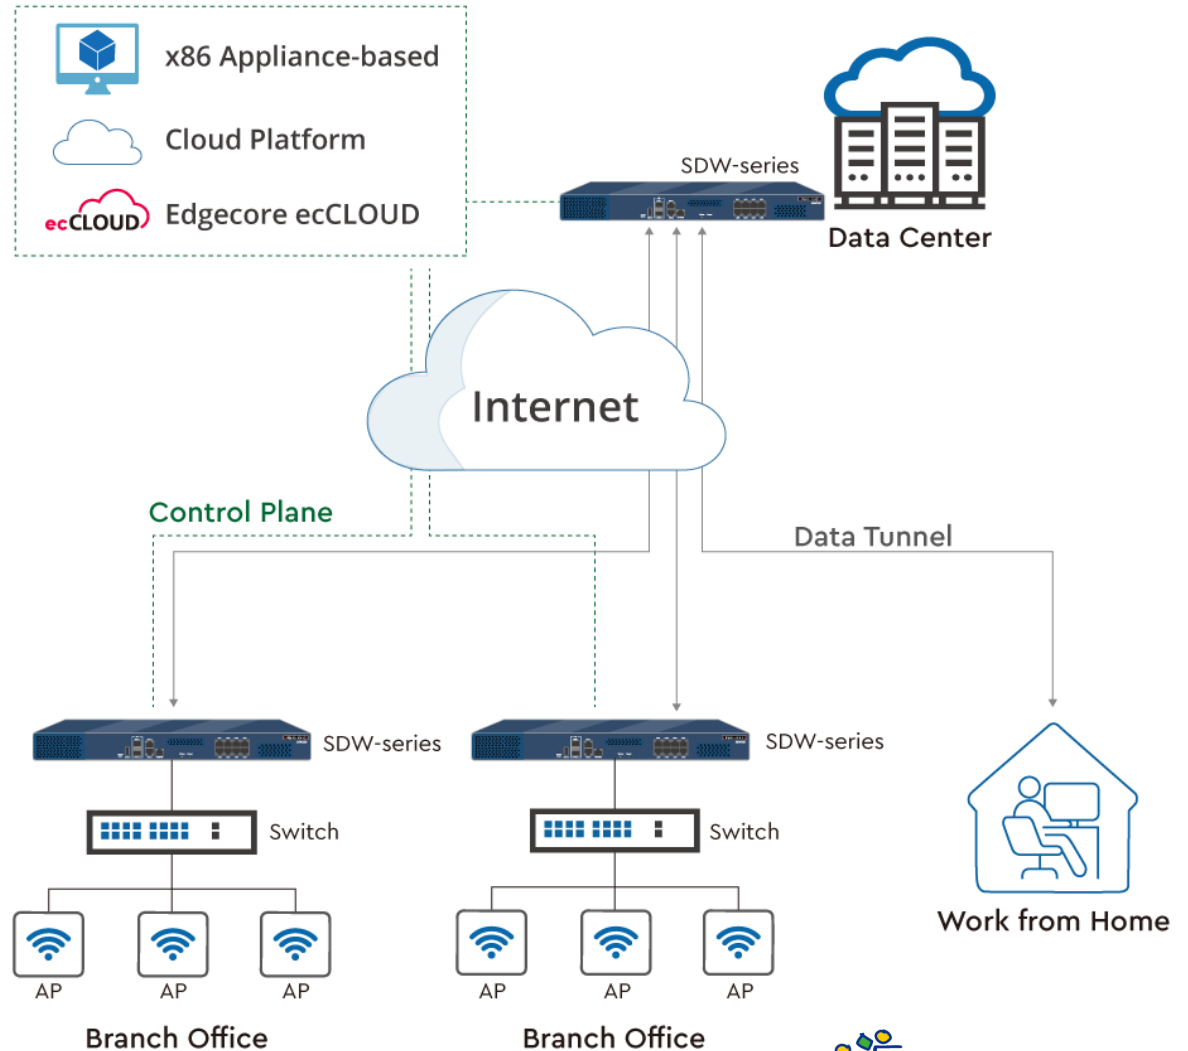 x86 Appliance-based
Cloud Platform
ecCLOUD
Edgecore ecCLOUD
SDW-series
Data Center
Internet
Control Plane
Data Tunnel
SDW-series
SDW-series
Switch
Switch
Work from Home
AP
AP
AP
AP
AP
AP
Branch Office
Branch Office